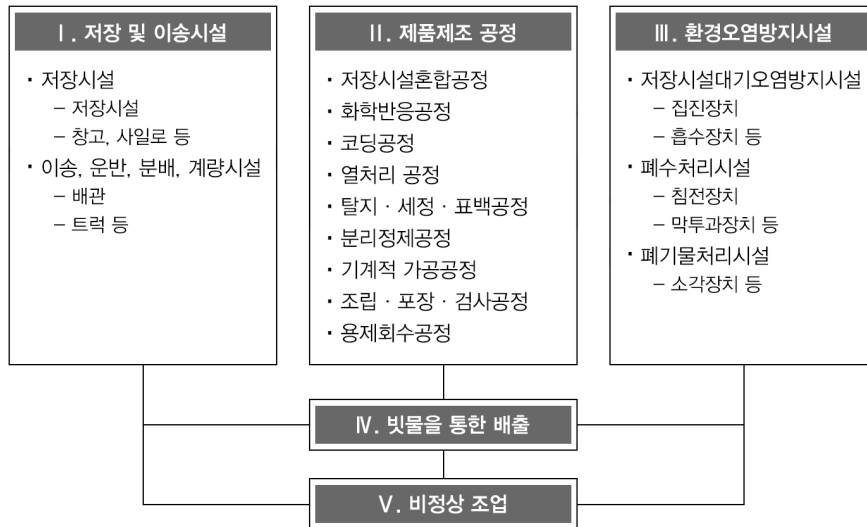 Ⅰ. 저장 및 이송시설
· 저장시설
– 저장시설
– 창고, 사일로 등
· 이송, 운반, 분배, 계량시설
– 배관
– 트럭 등
Ⅱ. 제품제조 공정
· 저장시설혼합공정
· 화학반응공정
· 코딩공정
· 열처리 공정
· 탈지 · 세정 · 표백공정
· 분리정제공정
· 기계적 가공공정
· 조립 · 포장 · 검사공정
· 용제회수공정
Ⅲ. 환경오염방지시설
· 저장시설대기오염방지시설
– 집진장치
– 흡수장치 등
· 폐수처리시설
– 침전장치
– 막투과장치 등
· 폐기물처리시설
– 소각장치 등
Ⅳ. 빗물을 통한 배출
Ⅴ. 비정상 조업